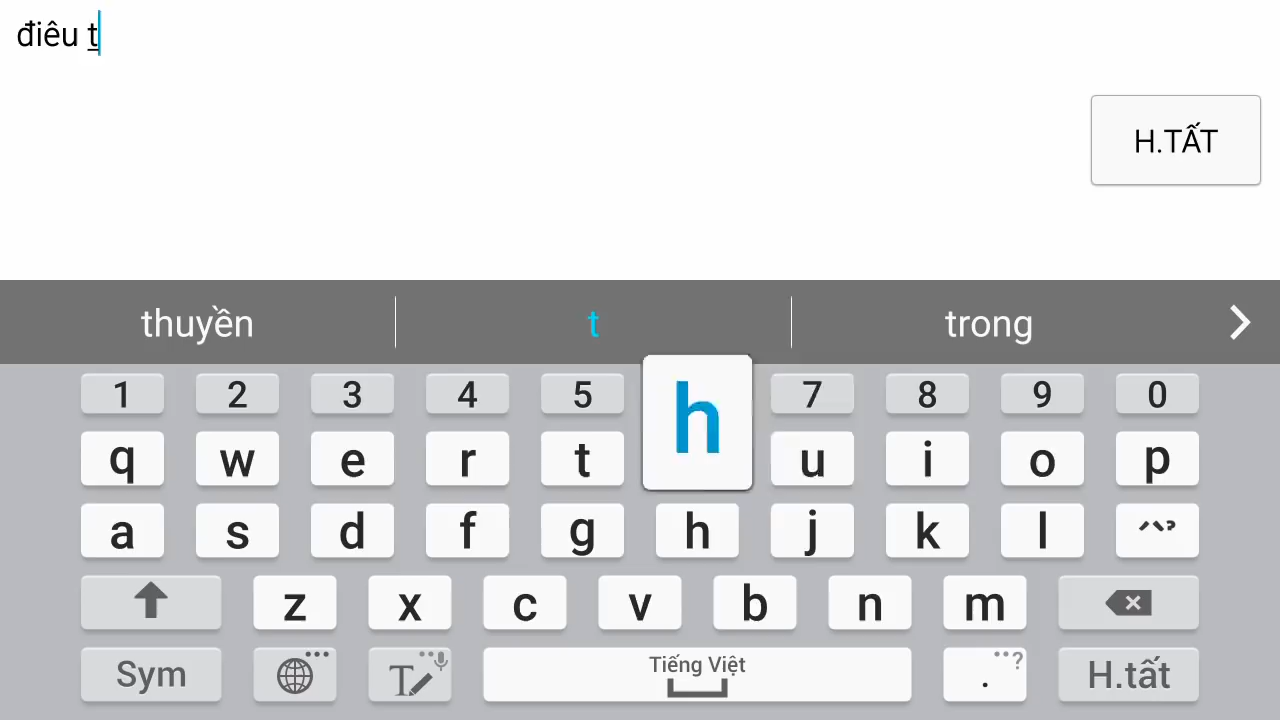 điêu t
H.TẤT
thuyền t trong
1 2 3 4 5 7 8 9 0
q w e r t h u i o p
a s d f g h j k l ^^?
z x c v b n m
Sym T Tiếng Việt . ? H.tất